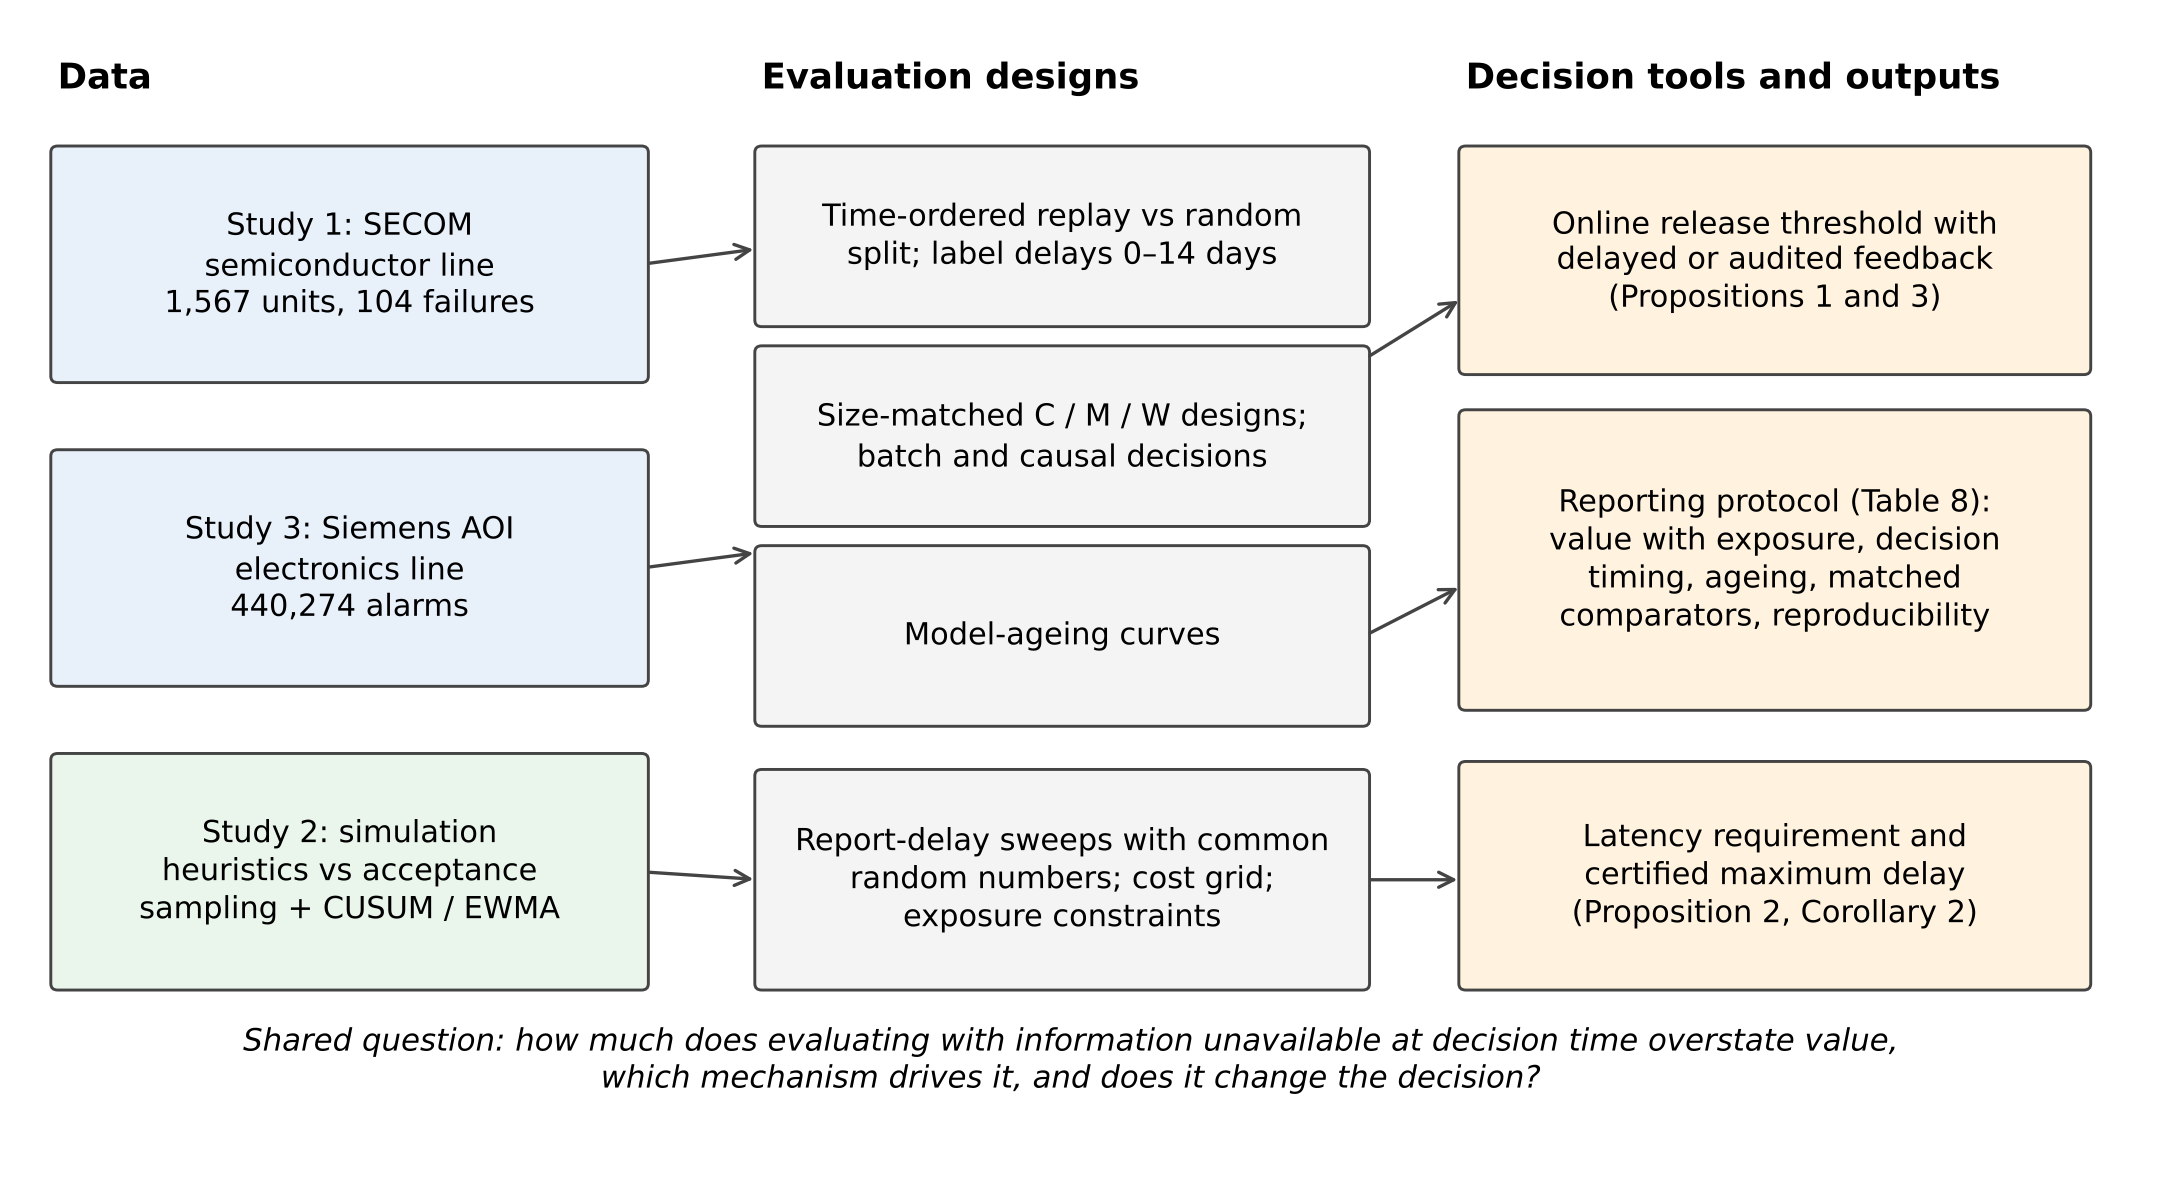 Data
Study 1: SECOM
semiconductor line
1,567 units, 104 failures
Study 3: Siemens AOI
electronics line
440,274 alarms
Study 2: simulation
heuristics vs acceptance
sampling + CUSUM / EWMA
Evaluation designs
Time-ordered replay vs random
split; label delays 0–14 days
Size-matched C / M / W designs;
batch and causal decisions
Model-ageing curves
Report-delay sweeps with common
random numbers; cost grid;
exposure constraints
Decision tools and outputs
Online release threshold with
delayed or audited feedback
(Propositions 1 and 3)
Reporting protocol (Table 8):
value with exposure, decision
timing, ageing, matched
comparators, reproducibility
Latency requirement and
certified maximum delay
(Proposition 2, Corollary 2)
Shared question: how much does evaluating with information unavailable at decision time overstate value,
which mechanism drives it, and does it change the decision?